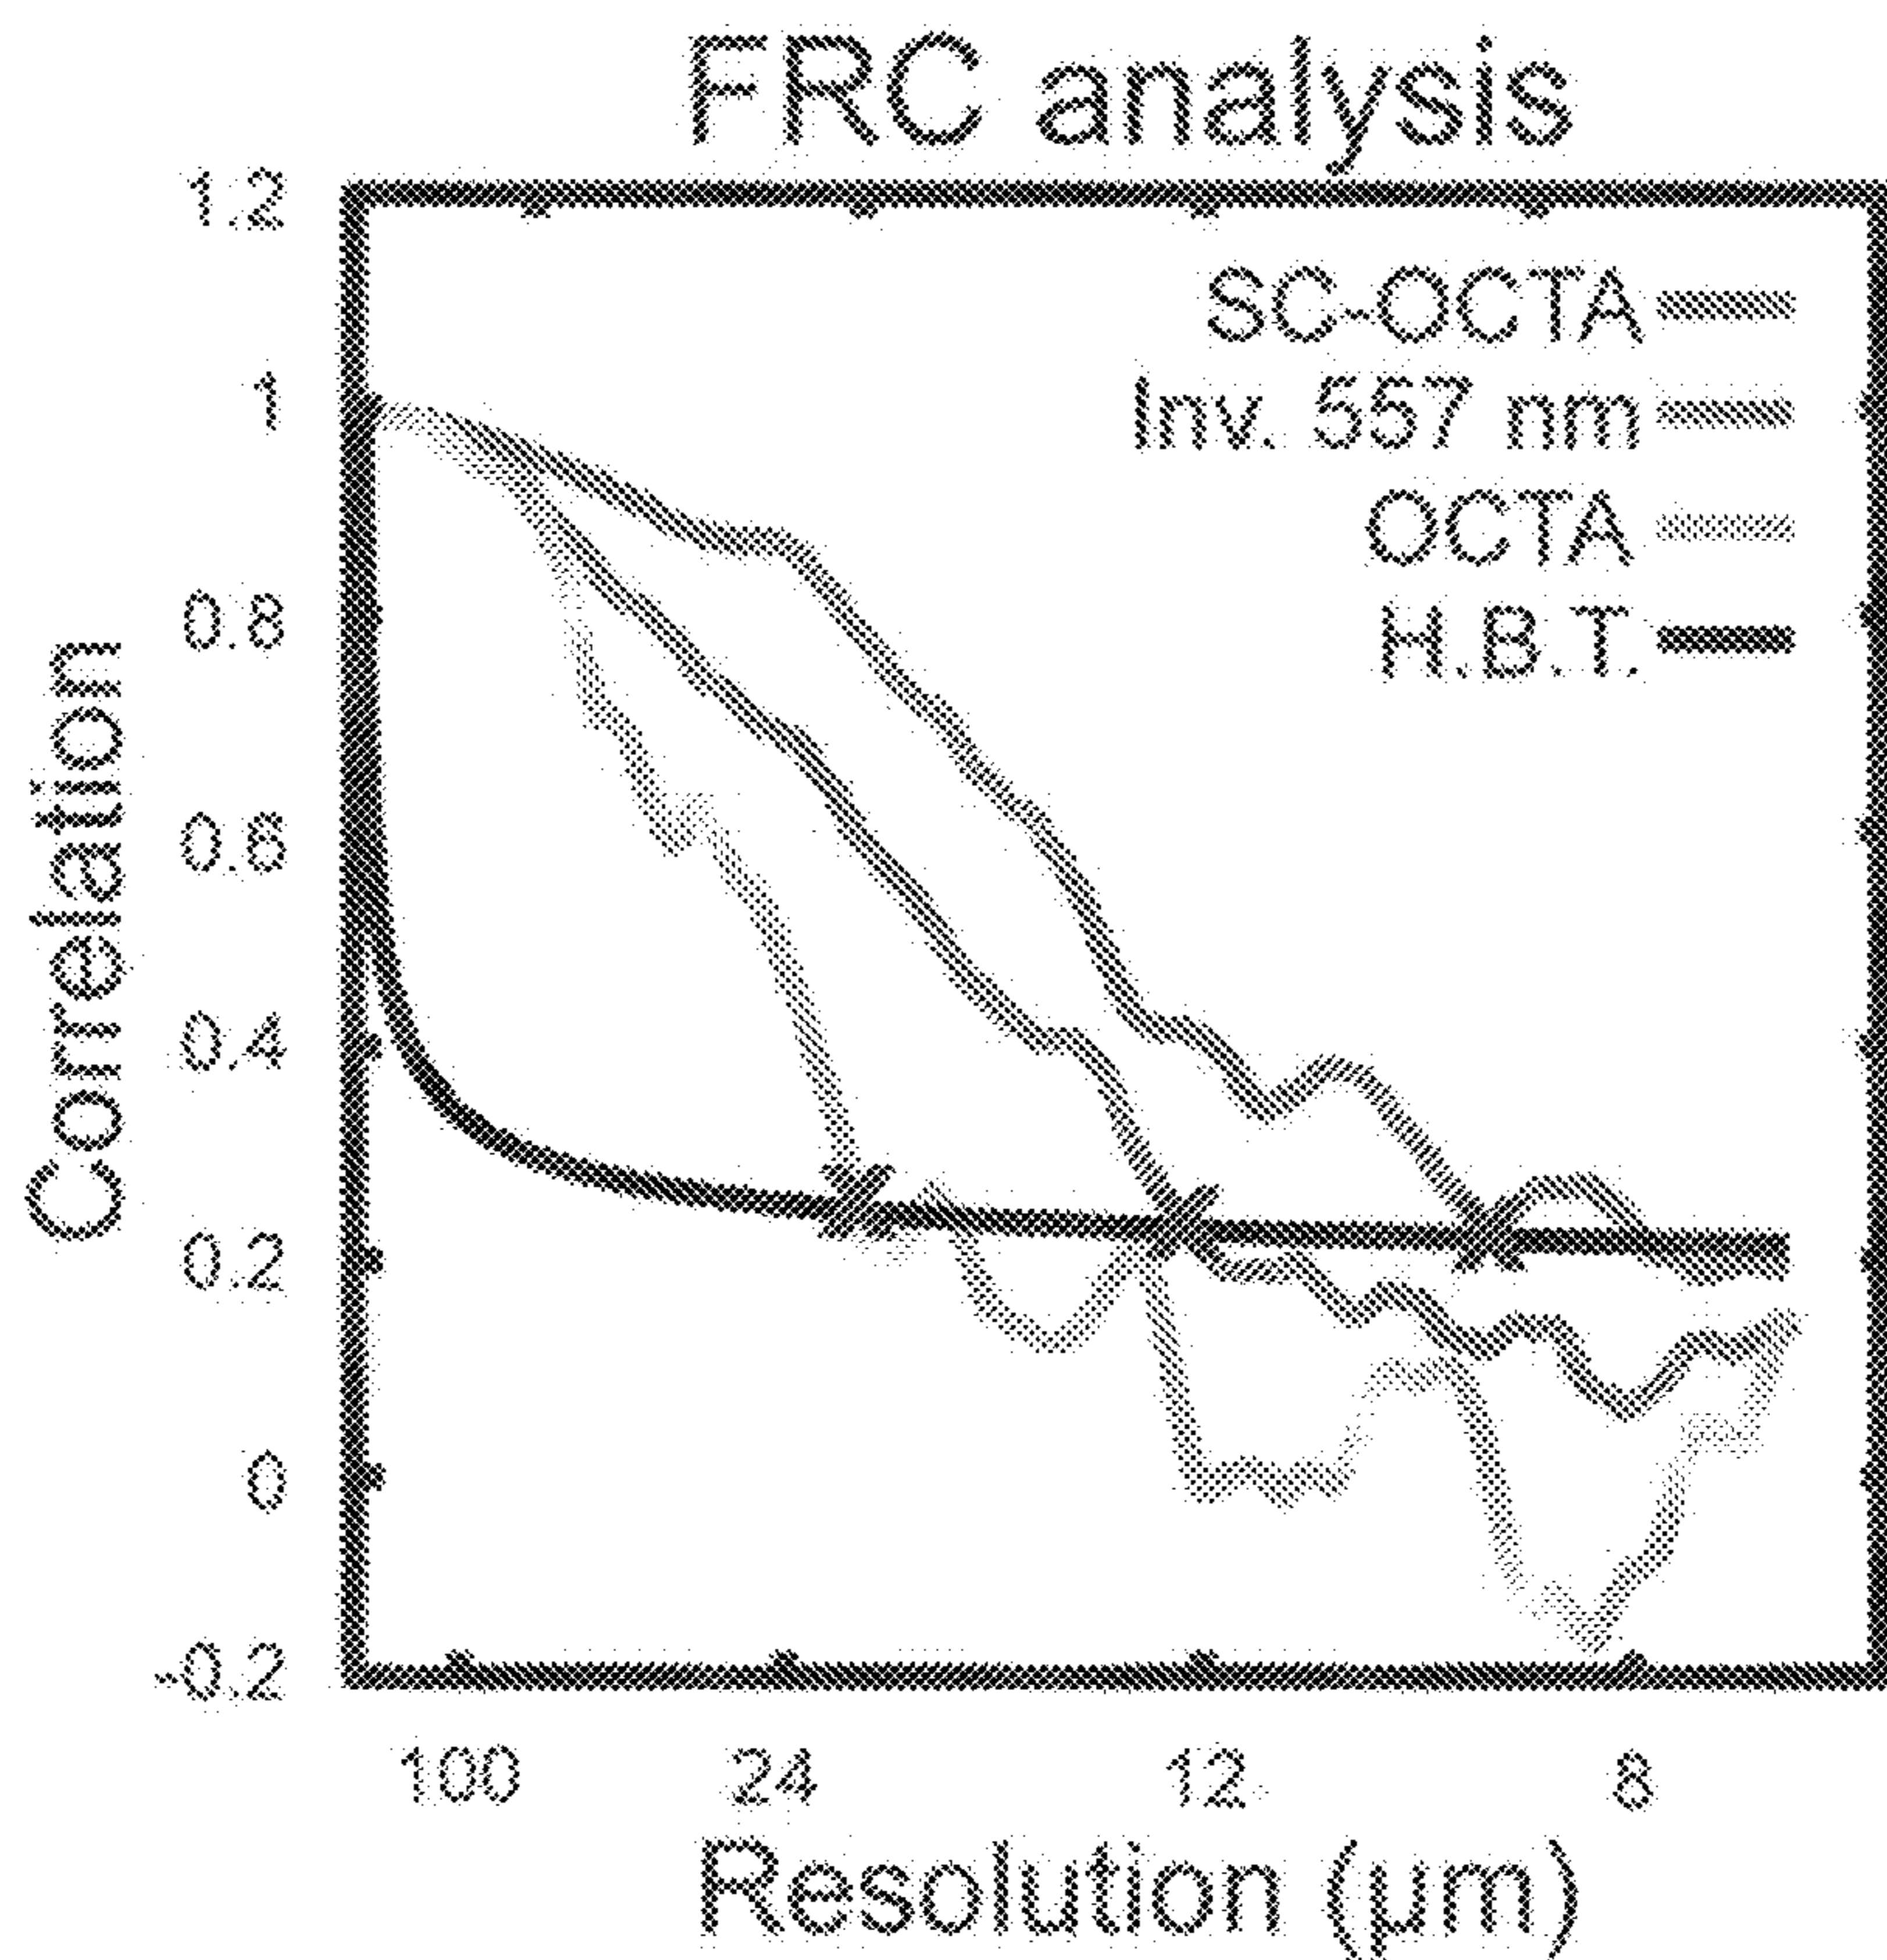 FRC analysis
1.2
1
0.8
0.6
0.4
0.2
0
-0.2
Correlation
SC-OCTA
Inv. 557 nm
OCTA
H.B.T.
100 24 12 8
Resolution (μm)